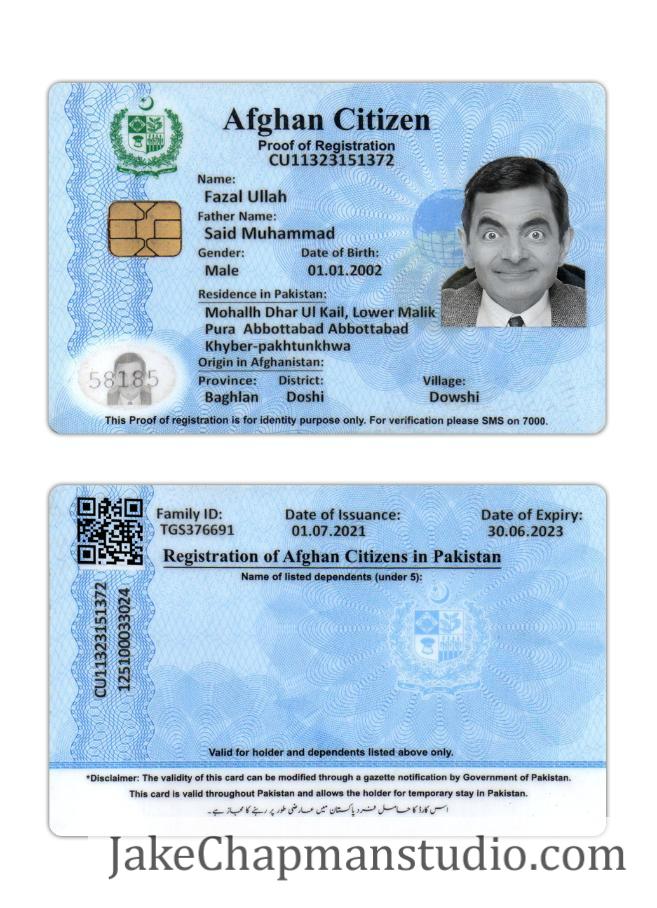 Afghan Citizen
Proof of Registration
CU11323151372
Name:
Fazal Ullah
Father Name:
Said Muhammad
Gender: Date of Birth:
Male 01.01.2002
Residence in Pakistan:
Mohallh Dhar Ul Kail, Lower Malik
Pura Abbottabad Abbottabad
Khyber-pakhtunkhwa
Origin in Afghanistan:
Province: District: Village:
Baghlan Doshi Dowshi
58185
This Proof of registration is for identity purpose only. For verification please SMS on 7000.
Family ID: Date of Issuance: Date of Expiry:
TGS376691 01.07.2021 30.06.2023
Registration of Afghan Citizens in Pakistan
Name of listed dependents (under 5):
CU11323151372
125100033024
Valid for holder and dependents listed above only.
*Disclaimer: The validity of this card can be modified through a gazette notification by Government of Pakistan.
This card is valid throughout Pakistan and allows the holder for temporary stay in Pakistan.
اس کارڈ کا حامل فرد پاکستان میں عارضی طور پر رہنے کا مجاز ہے۔
JakeChapmanstudio.com